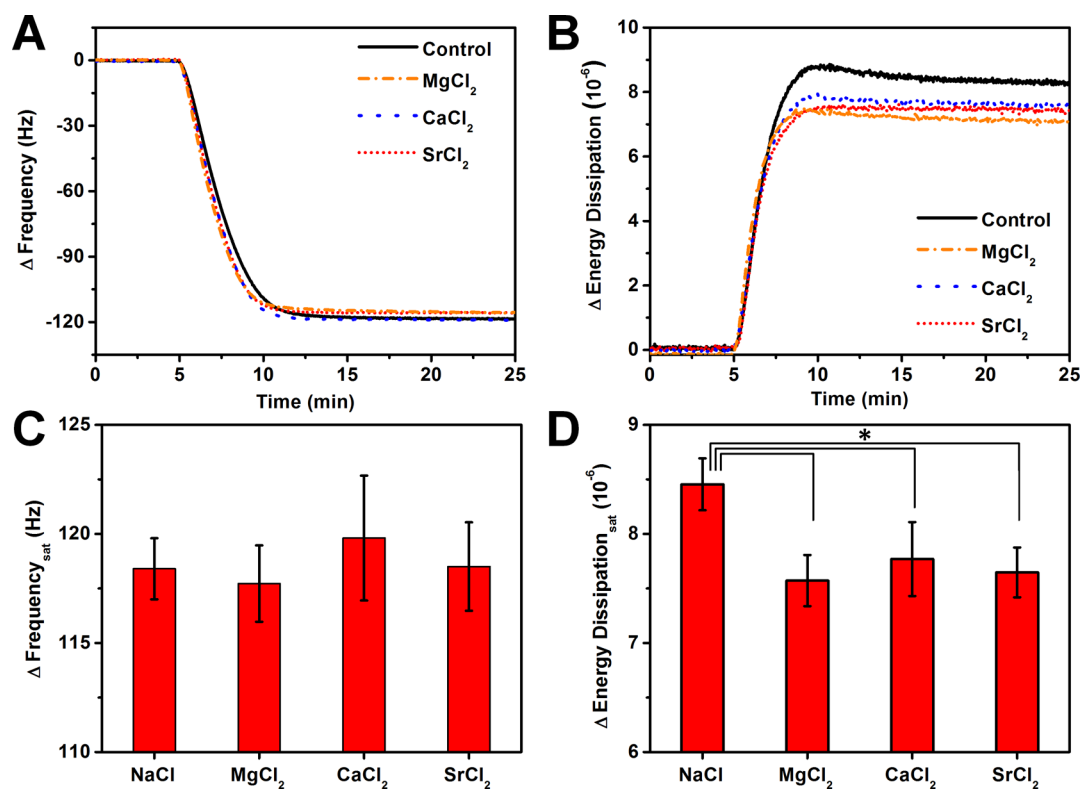 A
Control
MgCl₂
CaCl₂
SrCl₂
0
-30
-60
-90
-120
Δ Frequency (Hz)
0 5 10 15 20 25
Time (min)
B
10
8
6
4
2
0
Δ Energy Dissipation (10⁻⁶)
Control
MgCl₂
CaCl₂
SrCl₂
0 5 10 15 20 25
Time (min)
C
125
120
115
110
Δ Frequency_sat (Hz)
NaCl MgCl₂ CaCl₂ SrCl₂
D
9
8
7
6
Δ Energy Dissipation_sat (10⁻⁶)
*
NaCl MgCl₂ CaCl₂ SrCl₂